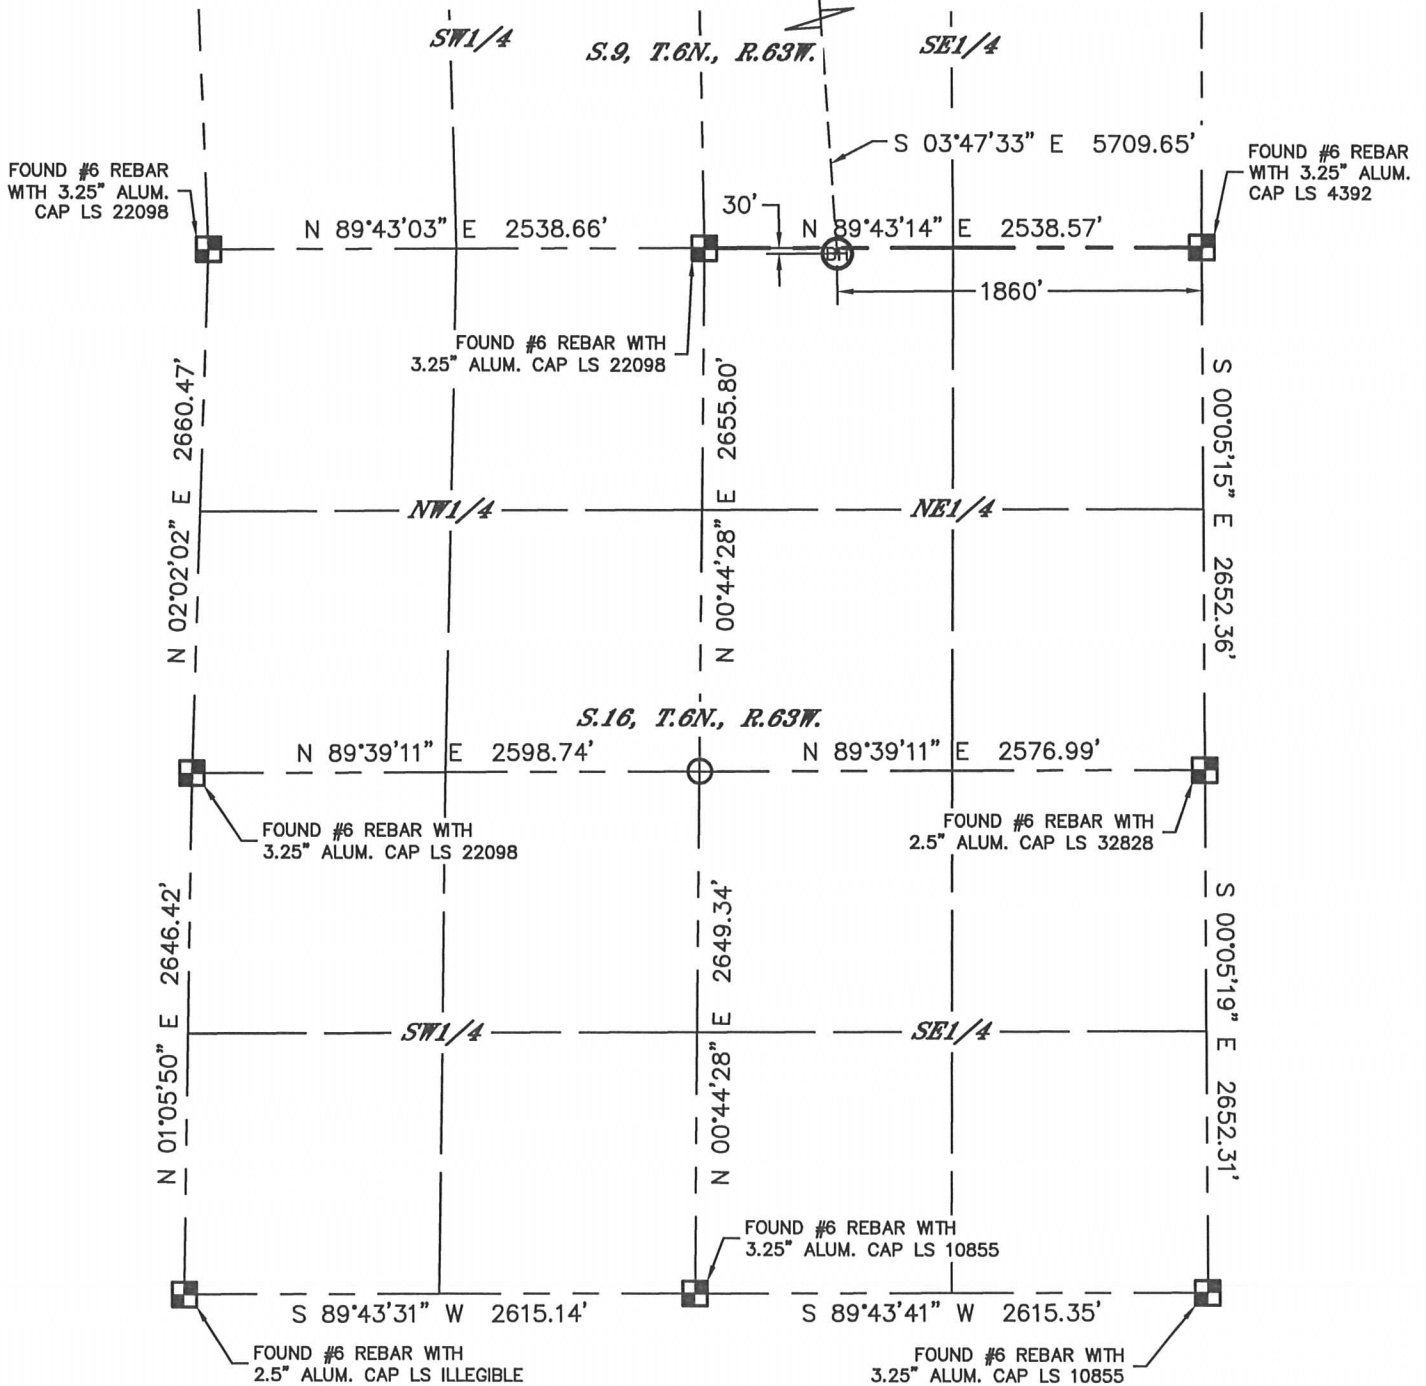 SW1/4
S.9, T.6N., R.63W.
SE1/4
S 03°47'33" E 5709.65'
FOUND #6 REBAR
WITH 3.25" ALUM.
CAP LS 22098
FOUND #6 REBAR
WITH 3.25" ALUM.
CAP LS 4392
30'
N 89°43'03" E 2538.66'
N 89°43'14" E 2538.57'
BH
1860'
FOUND #6 REBAR WITH
3.25" ALUM. CAP LS 22098
N 02°02'02" E 2660.47'
N 00°44'28" E 2655.80'
S 00°05'15" E 2652.36'
NW1/4
NE1/4
S.16, T.6N., R.63W.
N 89°39'11" E 2598.74'
N 89°39'11" E 2576.99'
FOUND #6 REBAR WITH
3.25" ALUM. CAP LS 22098
FOUND #6 REBAR WITH
2.5" ALUM. CAP LS 32828
N 01°05'50" E 2646.42'
N 00°44'28" E 2649.34'
S 00°05'19" E 2652.31'
SW1/4
SE1/4
FOUND #6 REBAR WITH
3.25" ALUM. CAP LS 10855
S 89°43'31" W 2615.14'
S 89°43'41" W 2615.35'
FOUND #6 REBAR WITH
2.5" ALUM. CAP LS ILLEGIBLE
FOUND #6 REBAR WITH
3.25" ALUM. CAP LS 10855